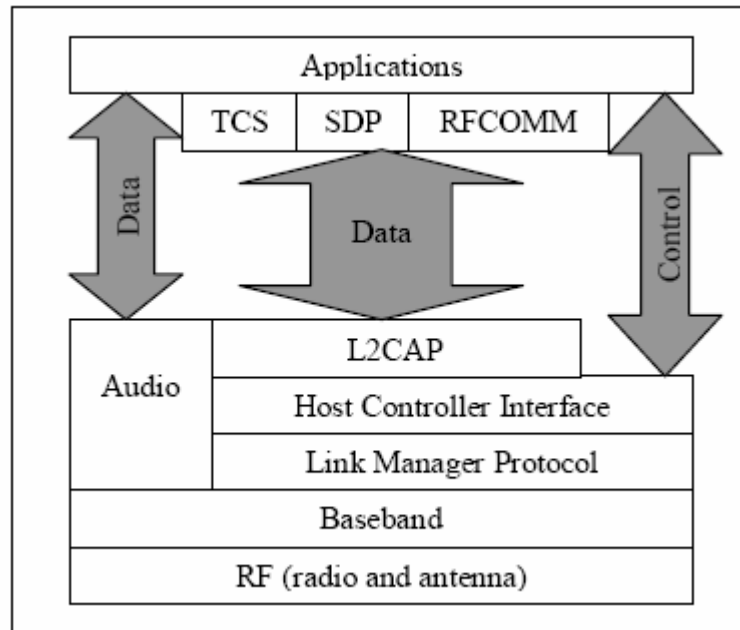 Applications
TCS SDP RFCOMM
Data
Data
Control
L2CAP
Audio
Host Controller Interface
Link Manager Protocol
Baseband
RF (radio and antenna)